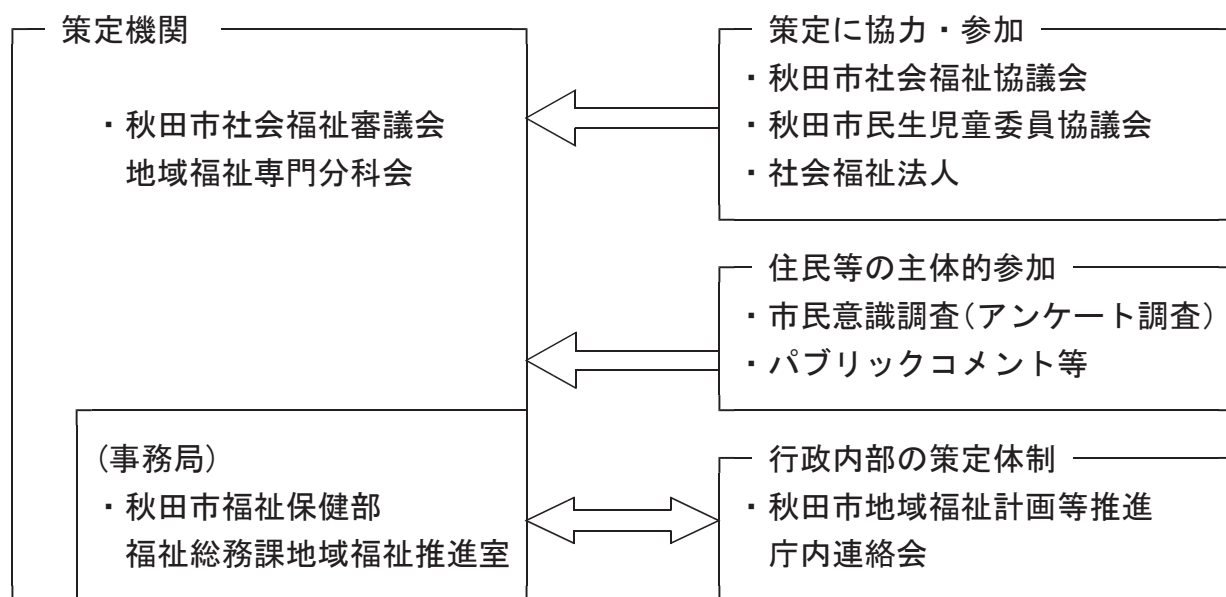 策定機関
・秋田市社会福祉審議会
地域福祉専門分科会
(事務局)
・秋田市福祉保健部
福祉総務課地域福祉推進室
策定に協力・参加
・秋田市社会福祉協議会
・秋田市民生児童委員協議会
・社会福祉法人
住民等の主体的参加
・市民意識調査(アンケート調査)
・パブリックコメント等
行政内部の策定体制
・秋田市地域福祉計画等推進
庁内連絡会